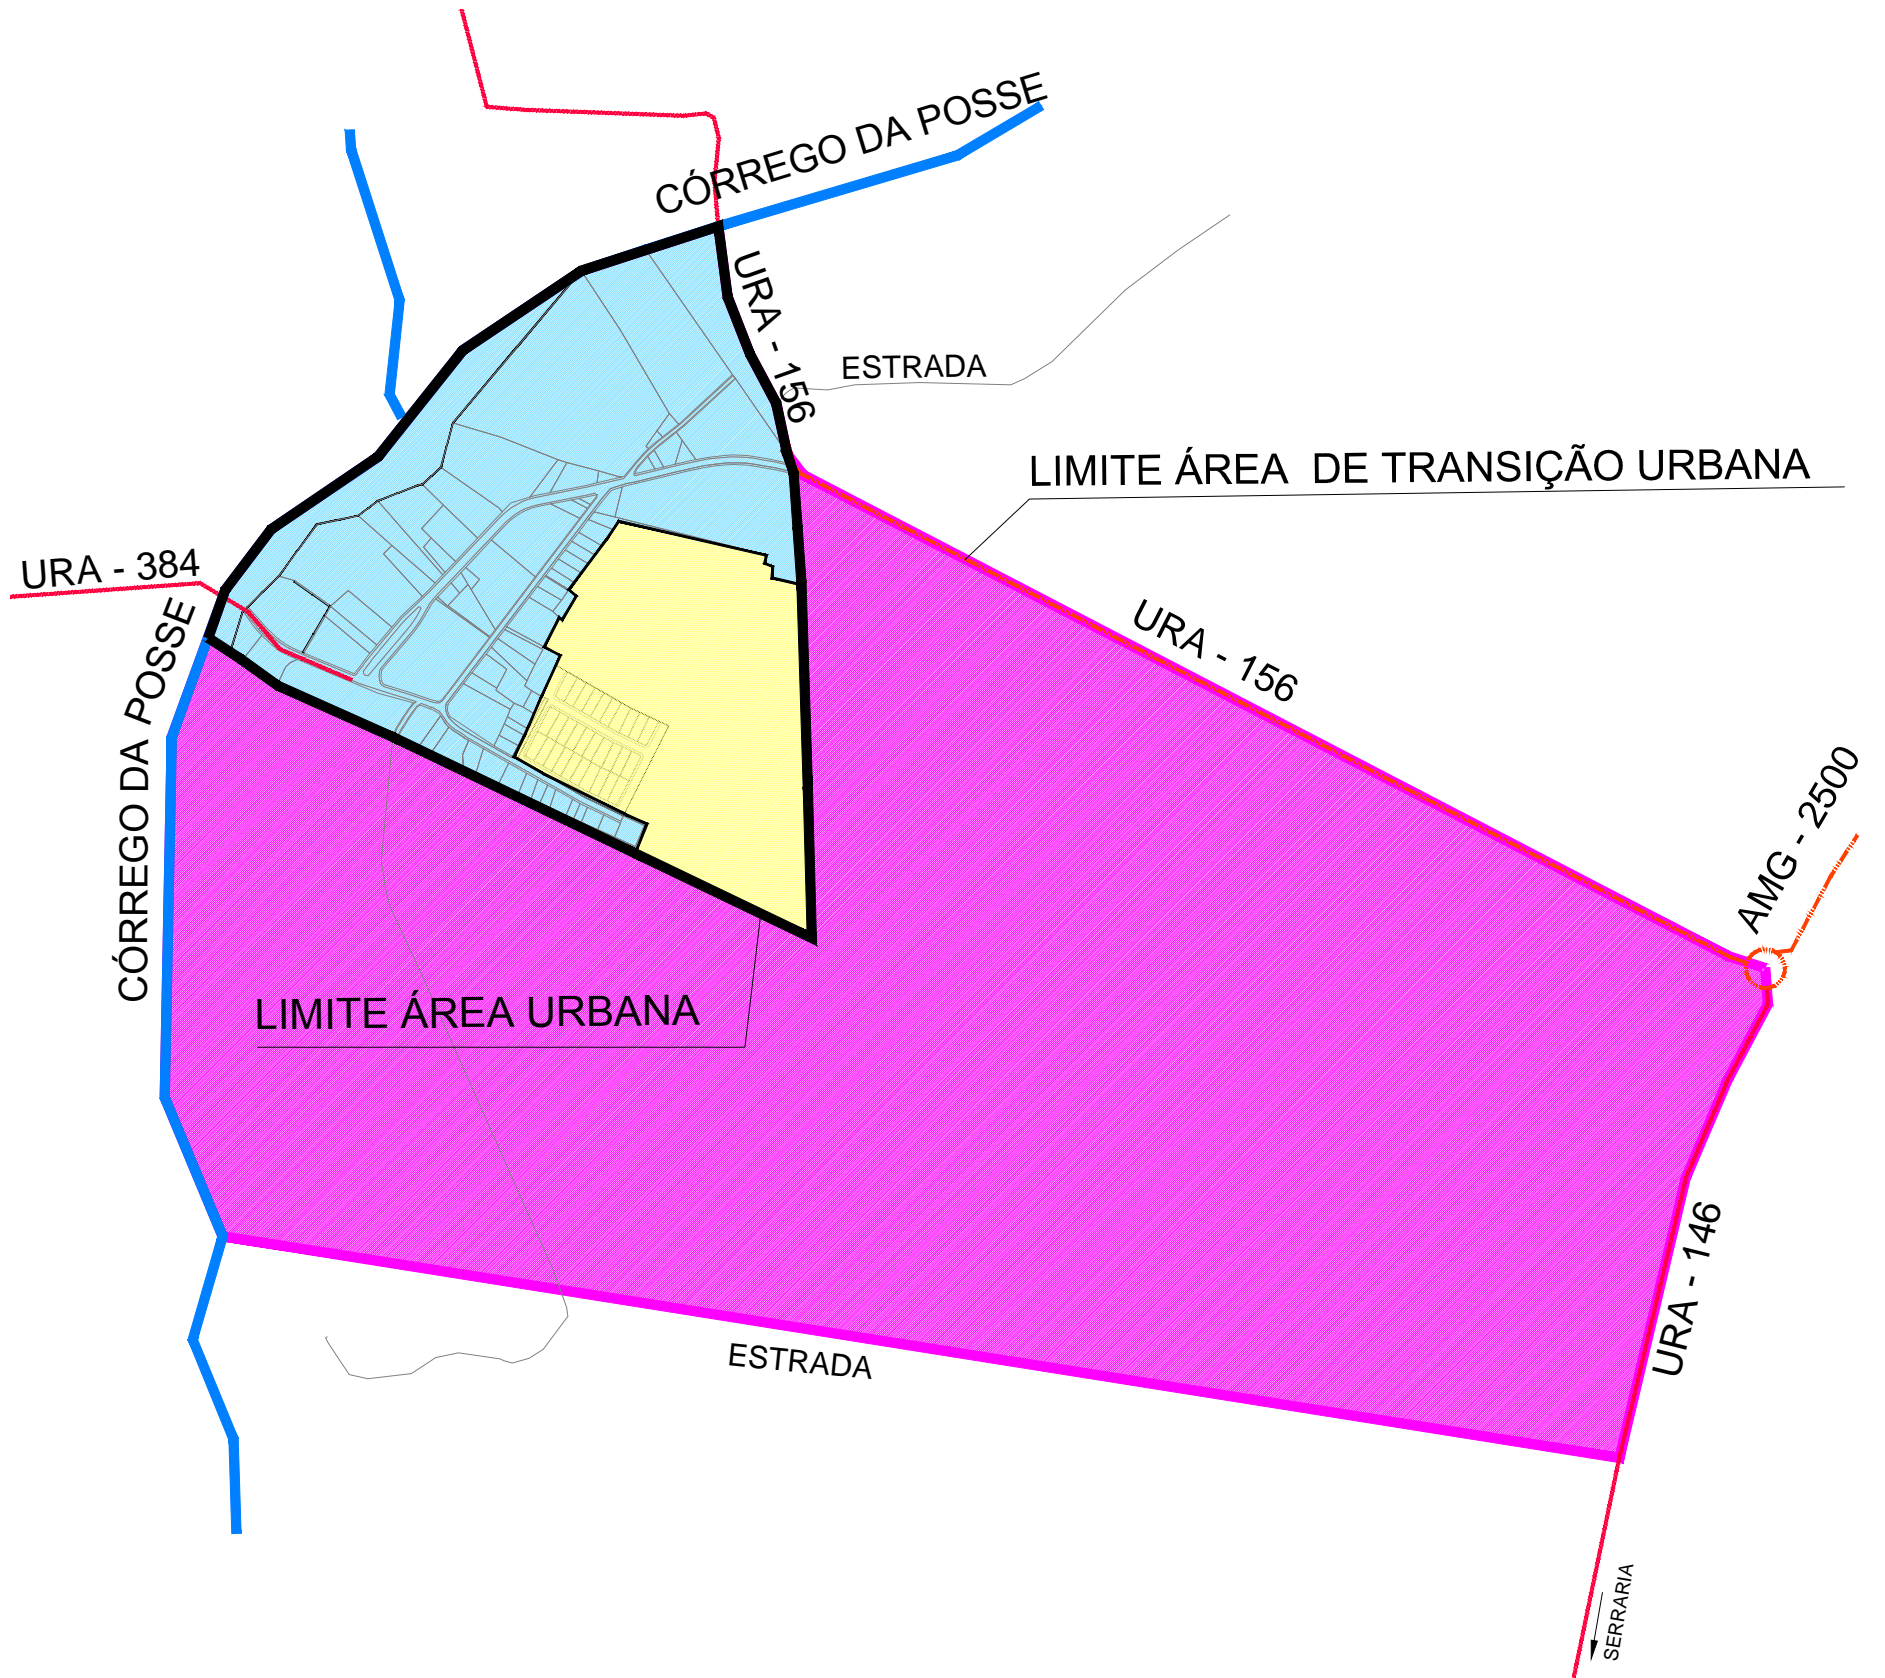 CÓRREGO DA POSSE
URA - 156
ESTRADA
LIMITE ÁREA DE TRANSIÇÃO URBANA
URA - 384
CÓRREGO DA POSSE
URA - 156
AMG - 2500
LIMITE ÁREA URBANA
URA - 146
ESTRADA
SERRARIA